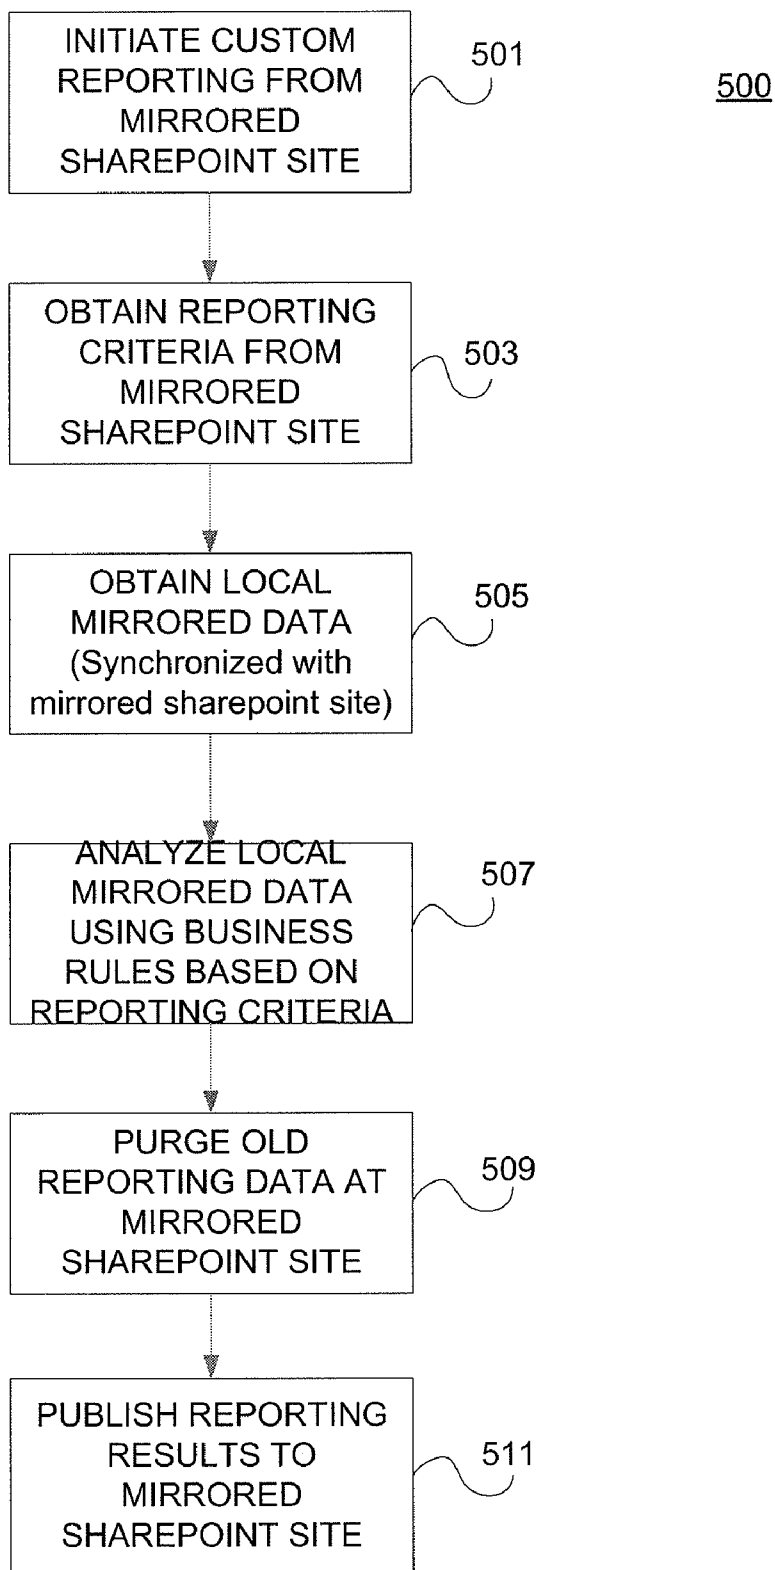 INITIATE CUSTOM
REPORTING FROM
MIRRORED
SHAREPOINT SITE
501
500
OBTAIN REPORTING
CRITERIA FROM
MIRRORED
SHAREPOINT SITE
503
OBTAIN LOCAL
MIRRORED DATA
(Synchronized with
mirrored sharepoint site)
505
ANALYZE LOCAL
MIRRORED DATA
USING BUSINESS
RULES BASED ON
REPORTING CRITERIA
507
PURGE OLD
REPORTING DATA AT
MIRRORED
SHAREPOINT SITE
509
PUBLISH REPORTING
RESULTS TO
MIRRORED
SHAREPOINT SITE
511